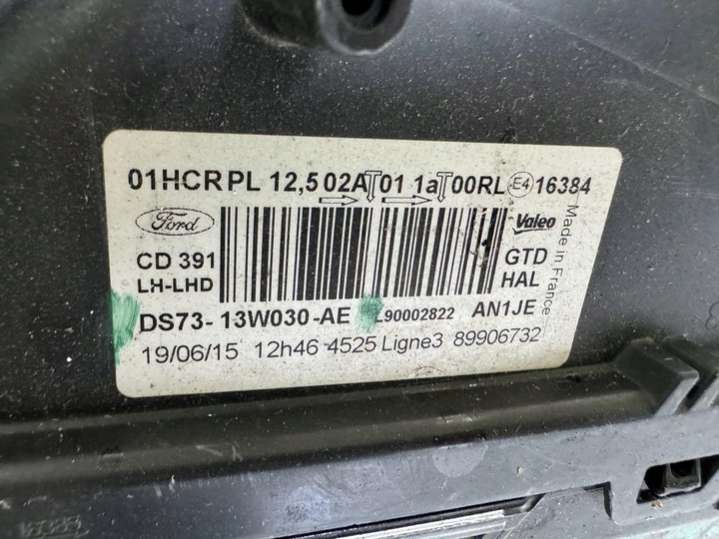 01HCRPL 12,5 02A 01 1a 00RL E4 16384
Ford
Valeo
CD 391
GTD
LH-LHD
HAL
Made in France
DS73-13W030-AE L90002822 AN1JE
19/06/15 12h46 4525 Ligne3 89906732